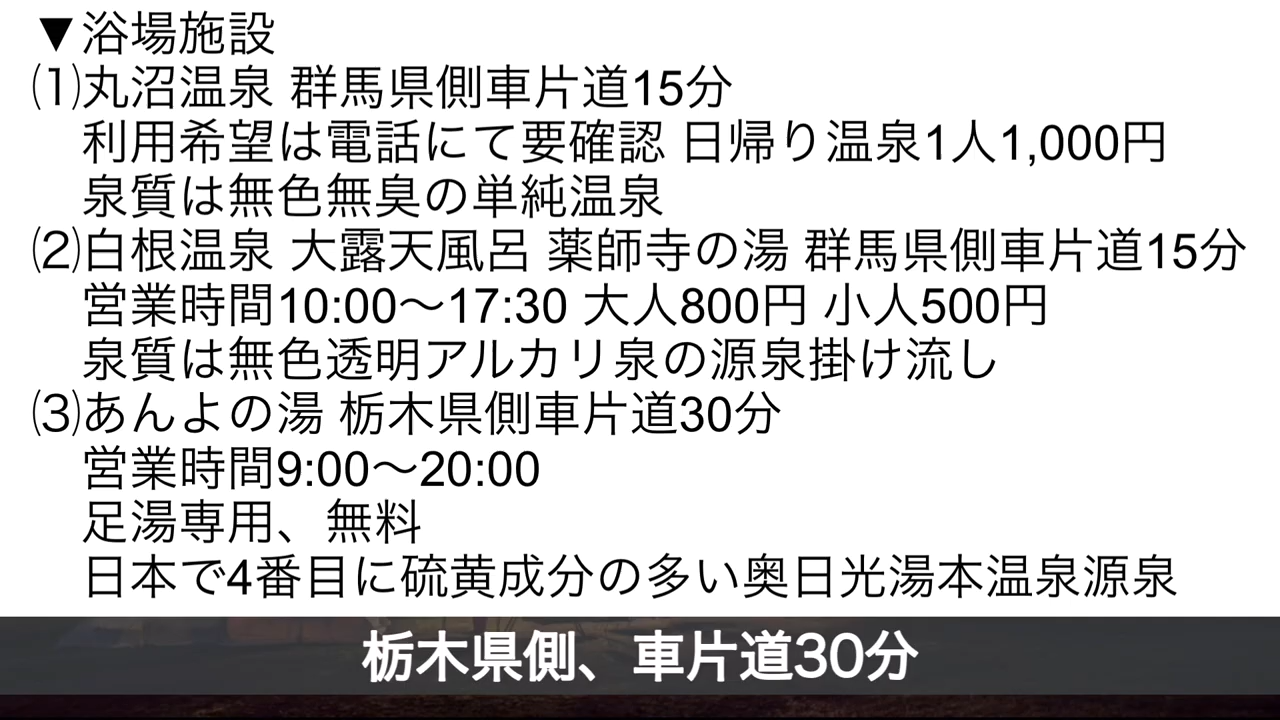 ▼浴場施設
⑴丸沼温泉 群馬県側車片道15分
利用希望は電話にて要確認 日帰り温泉1人1,000円
泉質は無色無臭の単純温泉
⑵白根温泉 大露天風呂 薬師寺の湯 群馬県側車片道15分
営業時間10:00〜17:30 大人800円 小人500円
泉質は無色透明アルカリ泉の源泉掛け流し
⑶あんよの湯 栃木県側車片道30分
営業時間9:00〜20:00
足湯専用、無料
日本で4番目に硫黄成分の多い奥日光湯本温泉源泉
栃木県側、車片道30分